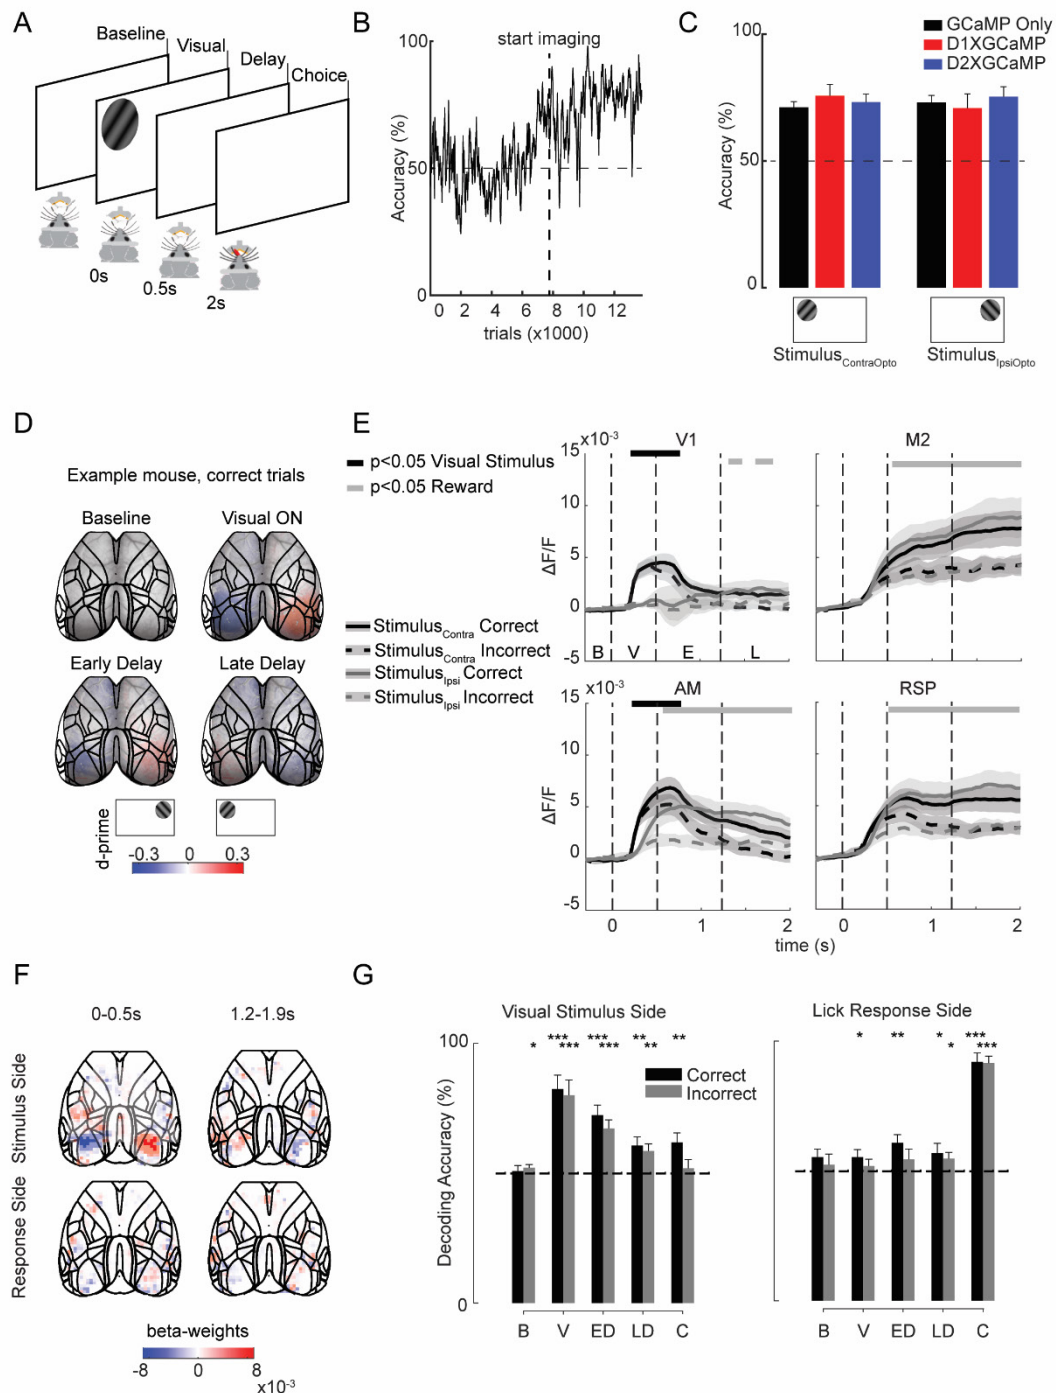 A
Baseline
Visual
Delay
Choice
0s
0.5s
2s
B
start imaging
100
50
0
Accuracy (%)
0 2 4 6 8 10 12
trials (x1000)
C
GCaMP Only
D1XGCaMP
D2XGCaMP
100
50
0
Accuracy (%)
StimulusContraOpto
StimulusIpsiOpto
D
Example mouse, correct trials
Baseline
Visual ON
Early Delay
Late Delay
d-prime
-0.3 0 0.3
E
p<0.05 Visual Stimulus
p<0.05 Reward
StimulusContra Correct
StimulusContra Incorrect
StimulusIpsi Correct
StimulusIpsi Incorrect
x10-3
V1
M2
15
10
5
0
-5
ΔF/F
B V E L
x10-3
AM
RSP
15
10
5
0
-5
ΔF/F
0 1 2
0 1 2
time (s)
F
0-0.5s
1.2-1.9s
Stimulus Side
Response Side
beta-weights
-8 0 8
x10-3
G
Visual Stimulus Side
Lick Response Side
100
0
Decoding Accuracy (%)
* *** *** *** *** ** ** **
* ** * * *** ***
Correct
Incorrect
B V ED LD C
B V ED LD C